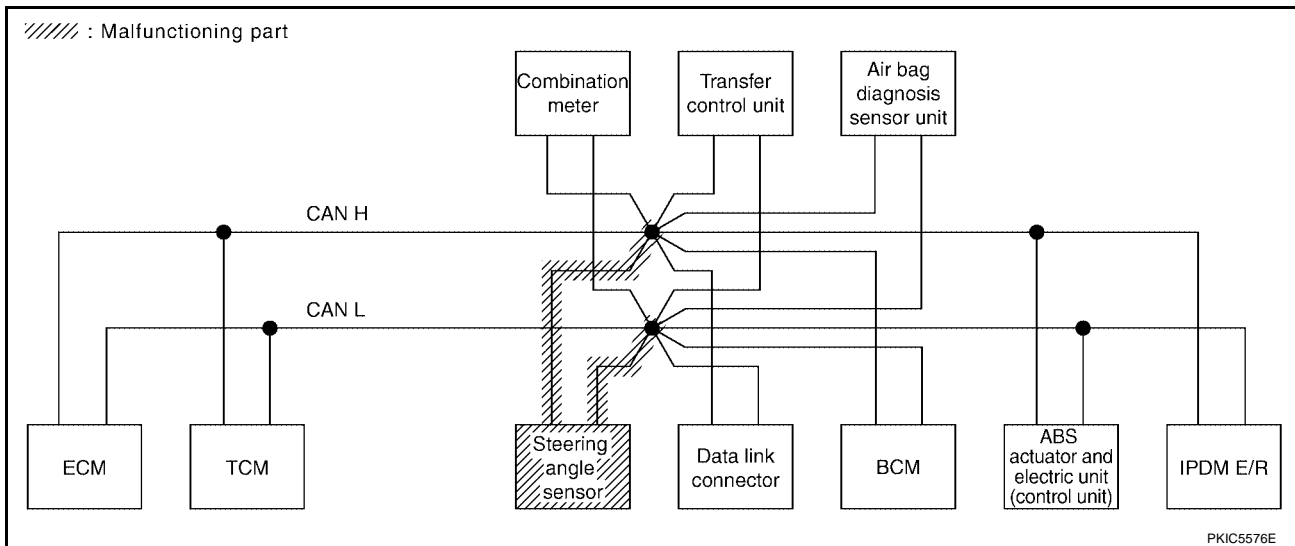 : Malfunctioning part
Combination
meter
Transfer
control unit
Air bag
diagnosis
sensor unit
CAN H
CAN L
ECM
TCM
Steering
angle
sensor
Data link
connector
BCM
ABS
actuator and
electric unit
(control unit)
IPDM E/R
PKIC5576E